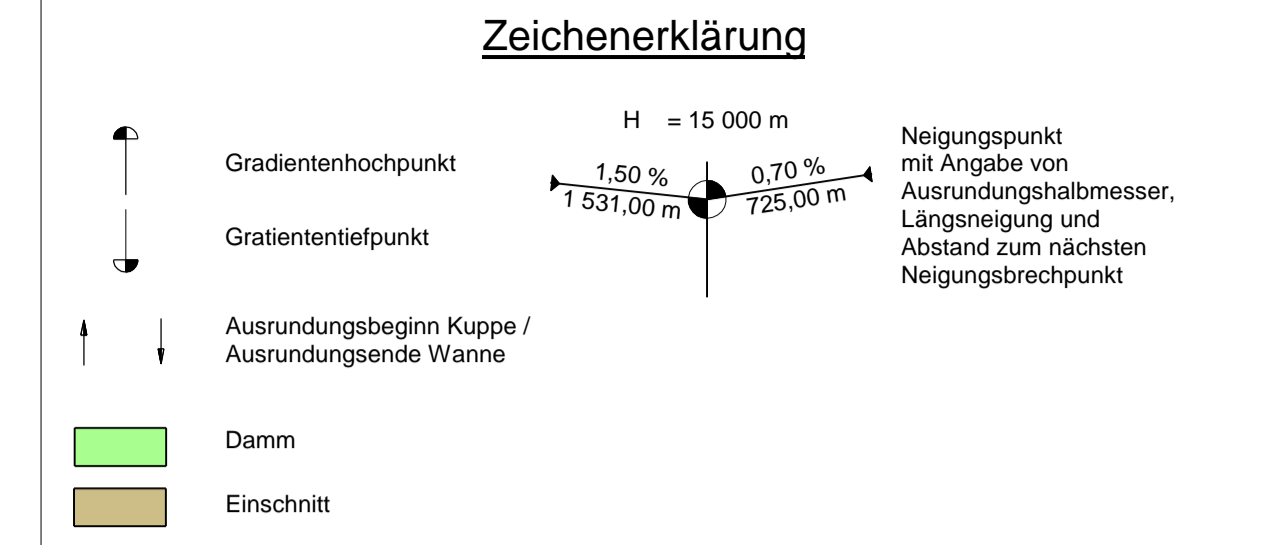 Zeichenerklärung
Gradientenhochpunkt
Gratiententiefpunkt
Ausrundungsbeginn Kuppe /
Ausrundungsende Wanne
Damm
Einschnitt
H = 15 000 m
1,50 %
1 531,00 m
0,70 %
725,00 m
Neigungspunkt
mit Angabe von
Ausrundungshalbmesser,
Längsneigung und
Abstand zum nächsten
Neigungsbrechpunkt